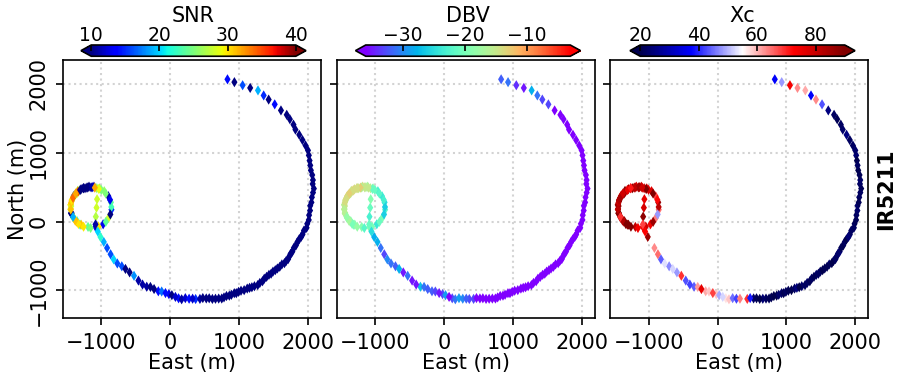 SNR DBV Xc
10 20 30 40 −30 −20 −10 20 40 60 80
2000
1000
0
−1000
North (m)
−1000 0 1000 2000 −1000 0 1000 2000 −1000 0 1000 2000
East (m) East (m) East (m)
IR5211